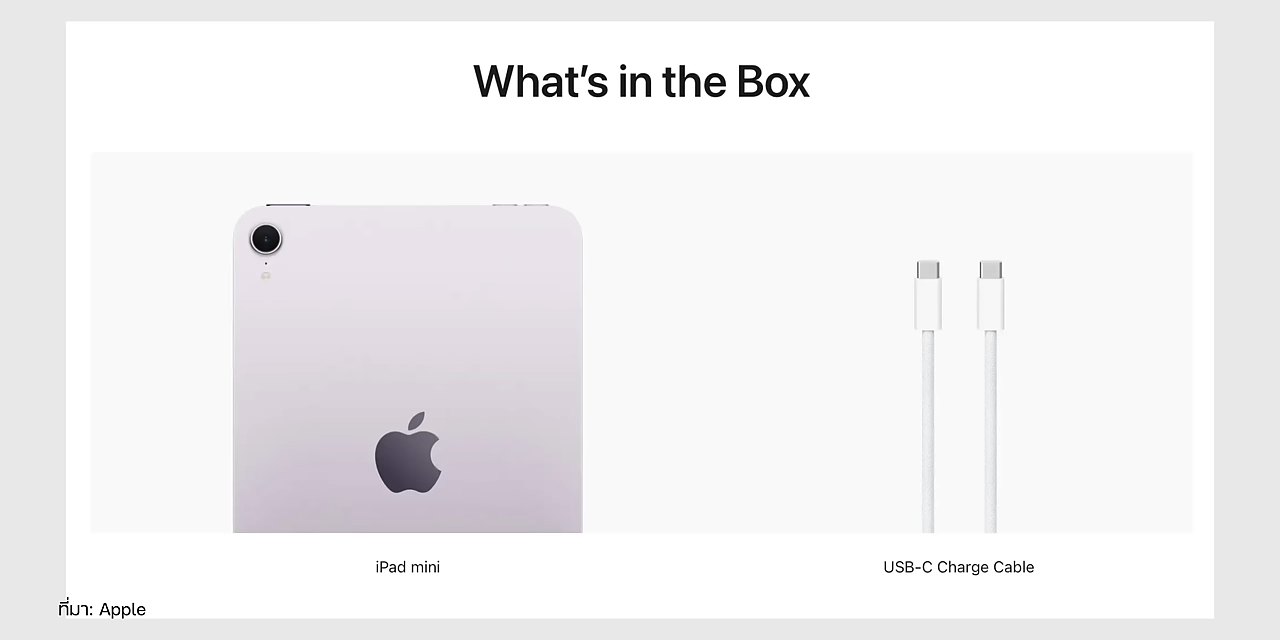 What’s in the Box
iPad mini
USB-C Charge Cable
ที่มา: Apple